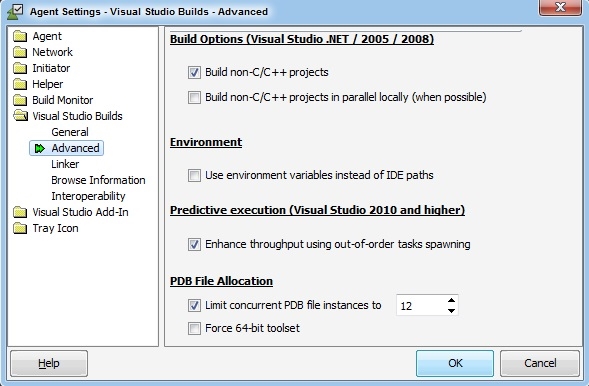 Agent Settings - Visual Studio Builds - Advanced
Agent
Network
Initiator
Helper
Build Monitor
Visual Studio Builds
General
Advanced
Linker
Browse Information
Interoperability
Visual Studio Add-In
Tray Icon
Build Options (Visual Studio .NET / 2005 / 2008)
Build non-C/C++ projects
Build non-C/C++ projects in parallel locally (when possible)
Environment
Use environment variables instead of IDE paths
Predictive execution (Visual Studio 2010 and higher)
Enhance throughput using out-of-order tasks spawning
PDB File Allocation
Limit concurrent PDB file instances to 12
Force 64-bit toolset
Help
OK
Cancel